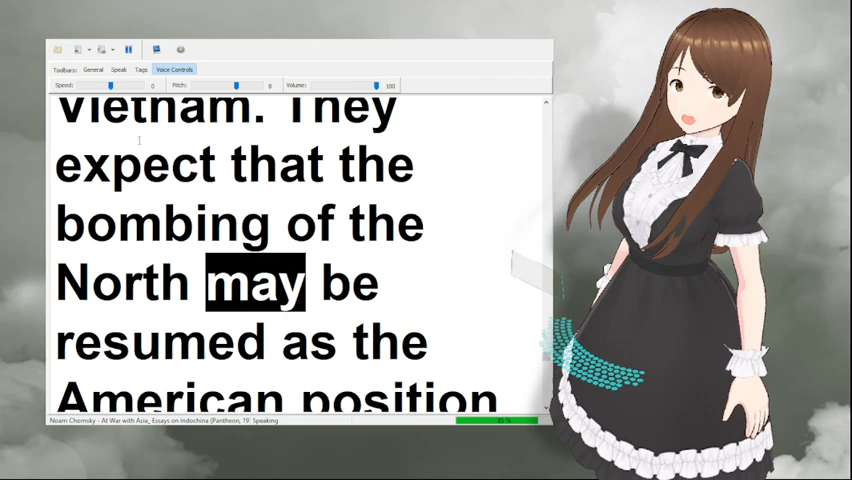 Toolbars: General Speak Tags Voice Controls
Speed: 0 Pitch: 8 Volume: 100
Vietnam. They
expect that the
bombing of the
North may be
resumed as the
American position
Noam Chomsky - At War with Asia_ Essays on Indochina (Pantheon, 19 Speaking